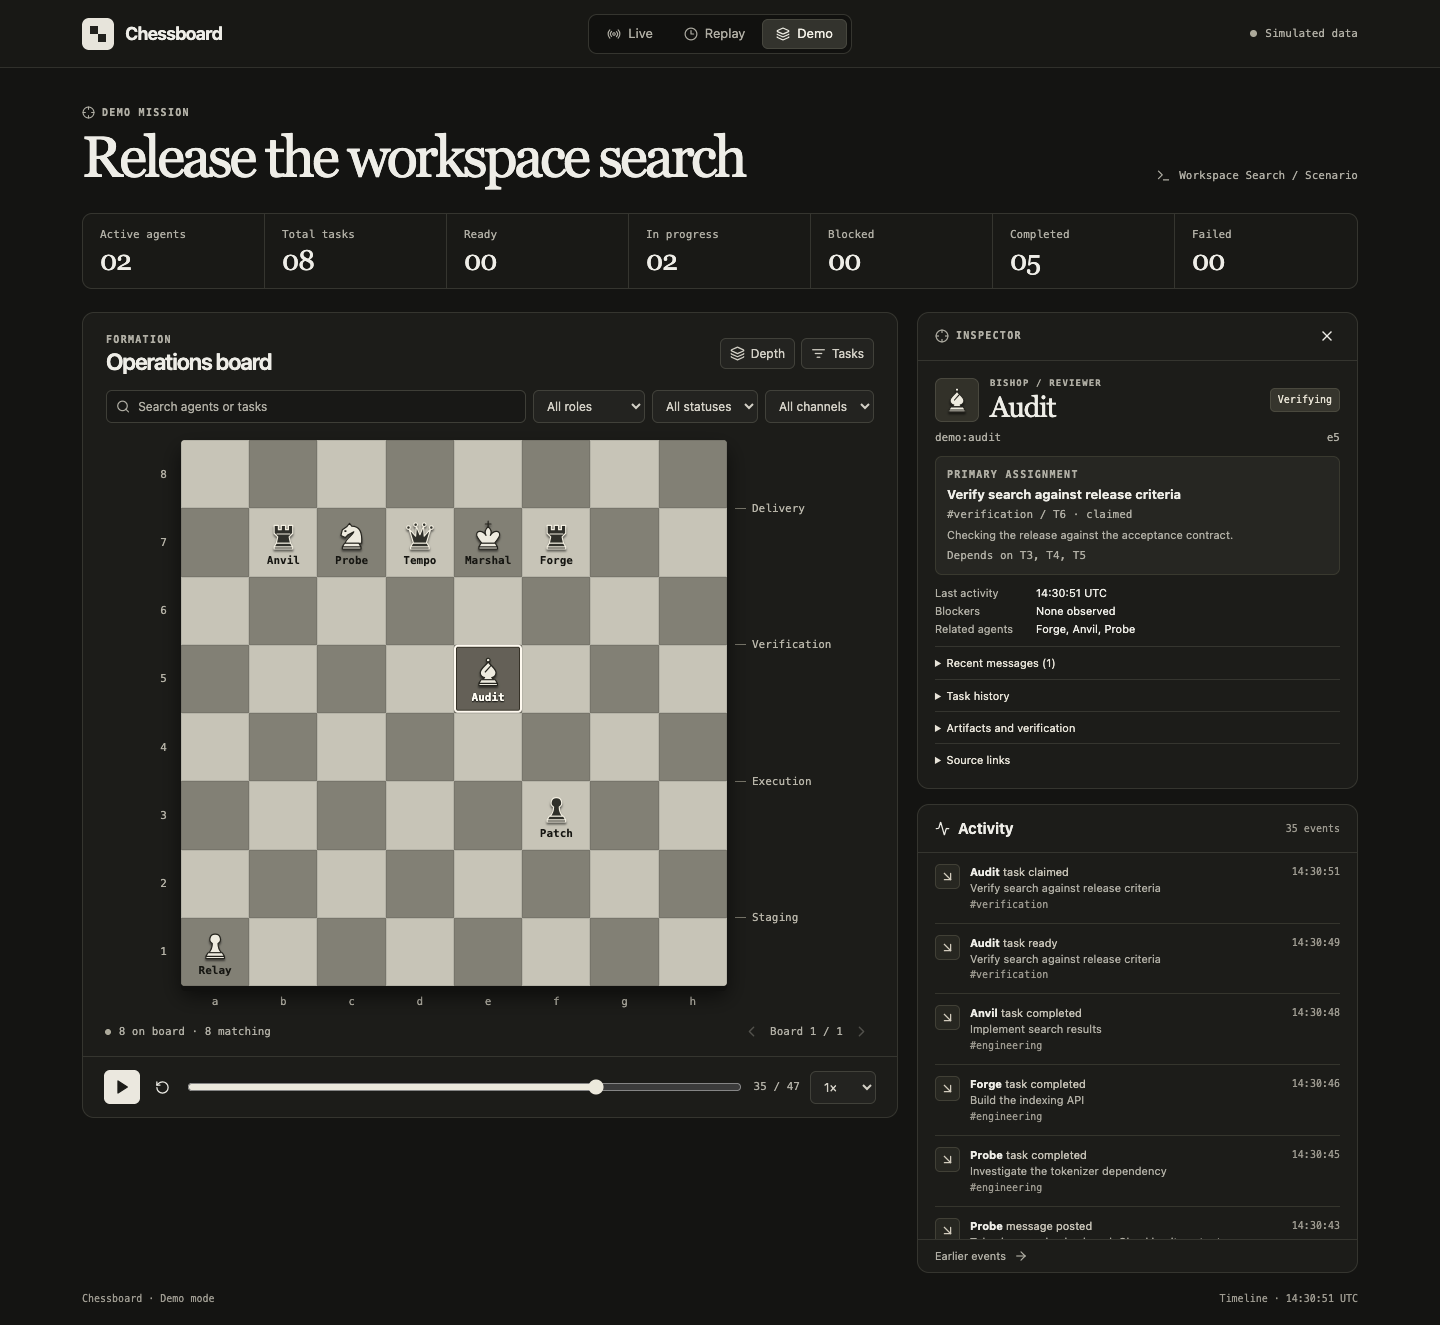 Chessboard
Live
Replay
Demo
Simulated data
DEMO MISSION
Release the workspace search
Workspace Search / Scenario
Active agents
02
Total tasks
08
Ready
00
In progress
02
Blocked
00
Completed
05
Failed
00
FORMATION
Operations board
Depth
Tasks
Search agents or tasks
All roles
All statuses
All channels
8
Delivery
7
Anvil
Probe
Tempo
Marshal
Forge
6
Verification
5
Audit
4
Execution
3
Patch
2
Staging
1
Relay
a
b
c
d
e
f
g
h
8 on board · 8 matching
Board 1 / 1
35 / 47
1×
INSPECTOR
BISHOP / REVIEWER
Audit
Verifying
demo:audit
e5
PRIMARY ASSIGNMENT
Verify search against release criteria
#verification / T6 · claimed
Checking the release against the acceptance contract.
Depends on T3, T4, T5
Last activity 14:30:51 UTC
Blockers None observed
Related agents Forge, Anvil, Probe
Recent messages (1)
Task history
Artifacts and verification
Source links
Activity
35 events
Audit task claimed 14:30:51
Verify search against release criteria
#verification
Audit task ready 14:30:49
Verify search against release criteria
#verification
Anvil task completed 14:30:48
Implement search results
#engineering
Forge task completed 14:30:46
Build the indexing API
#engineering
Probe task completed 14:30:45
Investigate the tokenizer dependency
#engineering
Probe message posted 14:30:43
Earlier events
Chessboard · Demo mode
Timeline · 14:30:51 UTC